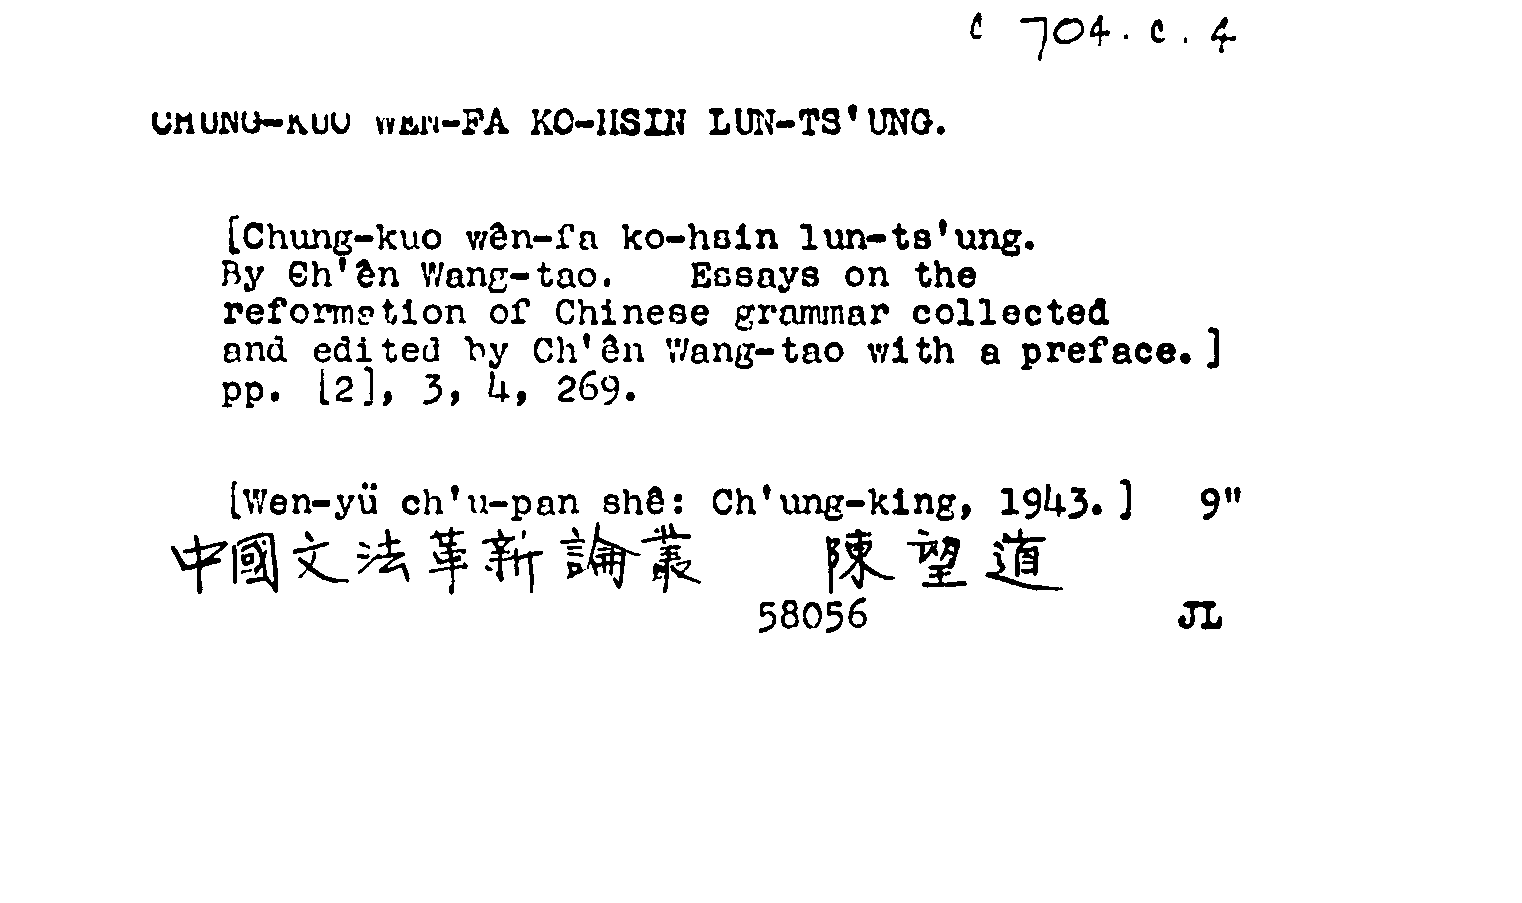 c 704.c.4
CHUNG-KUO WEN-FA KO-HSIN LUN-TS'UNG.
[Chung-kuo wên-fa ko-hsin lun-ts'ung.
By Ch'ên Wang-tao. Essays on the
reformation of Chinese grammar collected
and edited by Ch'ên Wang-tao with a preface.]
pp. [2], 3, 4, 269.
[Wen-yü ch'u-pan shê: Ch'ung-king, 1943.] 9"
中國文法革新論叢 陳望道
58056 JL